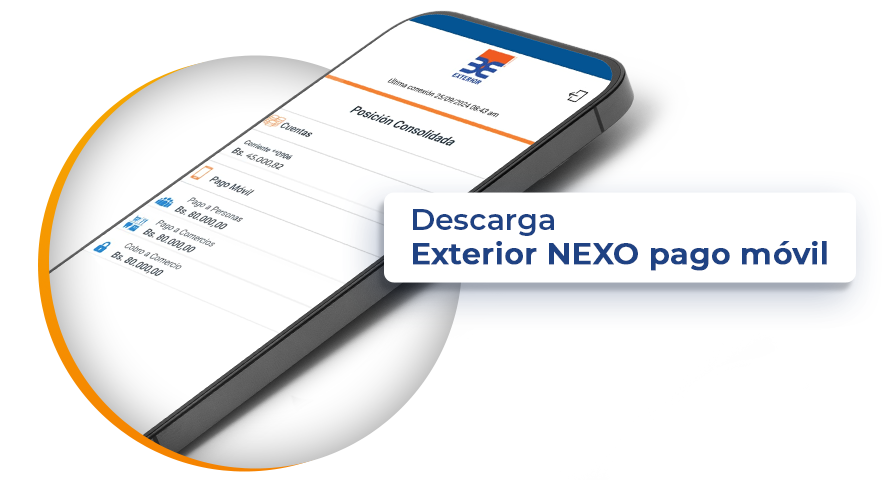 EXTERIOR
Última conexión 25/09/2024 06:43 am
Posición Consolidada
Cuentas
Corriente **0106
Bs. 45.000,82
Pago Móvil
Pago a Personas
Bs. 80.000,00
Pago a Comercios
Bs. 80.000,00
Cobro a Comercio
Bs. 80.000,00
Descarga
Exterior NEXO pago móvil